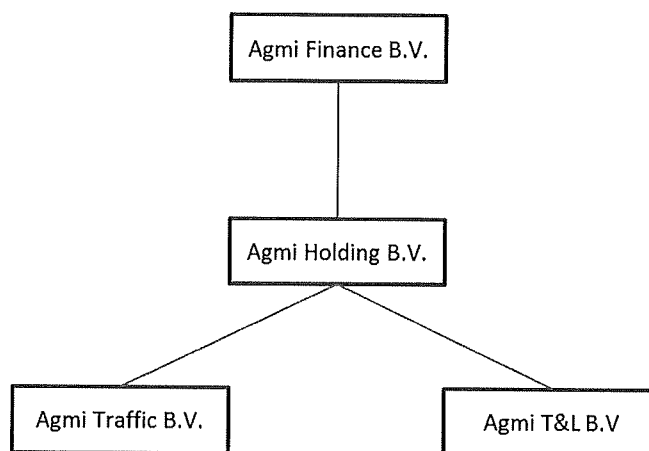 Agmi Finance B.V.
Agmi Holding B.V.
Agmi Traffic B.V.
Agmi T&L B.V